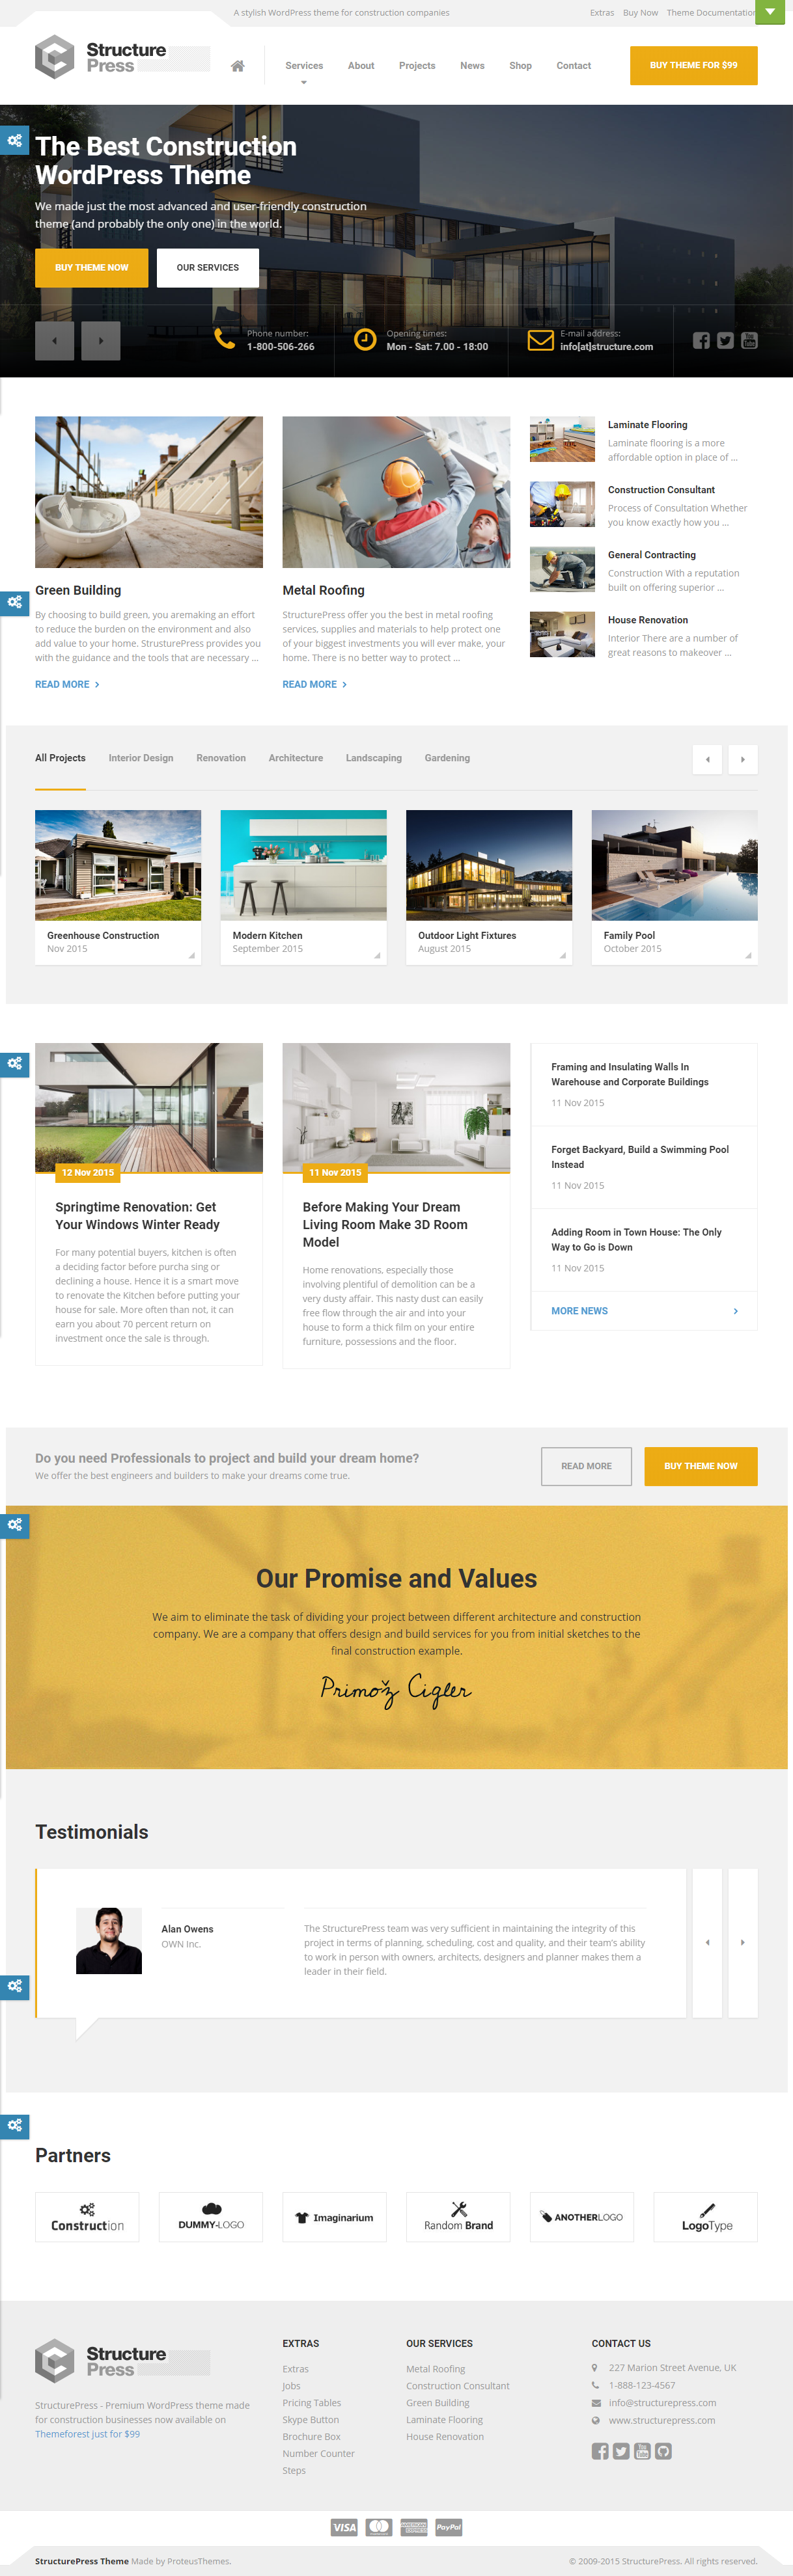 A stylish WordPress theme for construction companies
Extras Buy Now Theme Documentation
Structure
Press
Services About Projects News Shop Contact
BUY THEME FOR $99
The Best Construction
WordPress Theme
We made just the most advanced and user-friendly construction
theme (and probably the only one) in the world.
BUY THEME NOW
OUR SERVICES
Phone number:
1-800-506-266
Opening times:
Mon - Sat: 7.00 - 18:00
E-mail address:
info[at]structure.com
Green Building
By choosing to build green, you aremaking an effort
to reduce the burden on the environment and also
add value to your home. StrusturePress provides you
with the guidance and the tools that are necessary ...
READ MORE
Metal Roofing
StructurePress offer you the best in metal roofing
services, supplies and materials to help protect one
of your biggest investments you will ever make, your
home. There is no better way to protect ...
READ MORE
Laminate Flooring
Laminate flooring is a more
affordable option in place of ...
Construction Consultant
Process of Consultation Whether
you know exactly how you ...
General Contracting
Construction With a reputation
built on offering superior ...
House Renovation
Interior There are a number of
great reasons to makeover ...
All Projects Interior Design Renovation Architecture Landscaping Gardening
Greenhouse Construction
Nov 2015
Modern Kitchen
September 2015
Outdoor Light Fixtures
August 2015
Family Pool
October 2015
12 Nov 2015
Springtime Renovation: Get
Your Windows Winter Ready
For many potential buyers, kitchen is often
a deciding factor before purcha sing or
declining a house. Hence it is a smart move
to renovate the Kitchen before putting your
house for sale. More often than not, it can
earn you about 70 percent return on
investment once the sale is through.
11 Nov 2015
Before Making Your Dream
Living Room Make 3D Room
Model
Home renovations, especially those
involving plentiful of demolition can be a
very dusty affair. This nasty dust can easily
free flow through the air and into your
house to form a thick film on your entire
furniture, possessions and the floor.
Framing and Insulating Walls In
Warehouse and Corporate Buildings
11 Nov 2015
Forget Backyard, Build a Swimming Pool
Instead
11 Nov 2015
Adding Room in Town House: The Only
Way to Go is Down
11 Nov 2015
MORE NEWS
Do you need Professionals to project and build your dream home?
We offer the best engineers and builders to make your dreams come true.
READ MORE
BUY THEME NOW
Our Promise and Values
We aim to eliminate the task of dividing your project between different architecture and construction
company. We are a company that offers design and build services for you from initial sketches to the
final construction example.
Primož Cigler
Testimonials
Alan Owens
OWN Inc.
The StructurePress team was very sufficient in maintaining the integrity of this
project in terms of planning, scheduling, cost and quality, and their team's ability
to work in person with owners, architects, designers and planner makes them a
leader in their field.
Partners
Construction
DUMMY-LOGO
Imaginarium
Random Brand
ANOTHERLOGO
LogoType
Structure
Press
StructurePress - Premium WordPress theme made
for construction businesses now available on
Themeforest just for $99
EXTRAS
Extras
Jobs
Pricing Tables
Skype Button
Brochure Box
Number Counter
Steps
OUR SERVICES
Metal Roofing
Construction Consultant
Green Building
Laminate Flooring
House Renovation
CONTACT US
227 Marion Street Avenue, UK
1-888-123-4567
info@structurepress.com
www.structurepress.com
VISA
PayPal
StructurePress Theme Made by ProteusThemes.
© 2009-2015 StructurePress. All rights reserved.